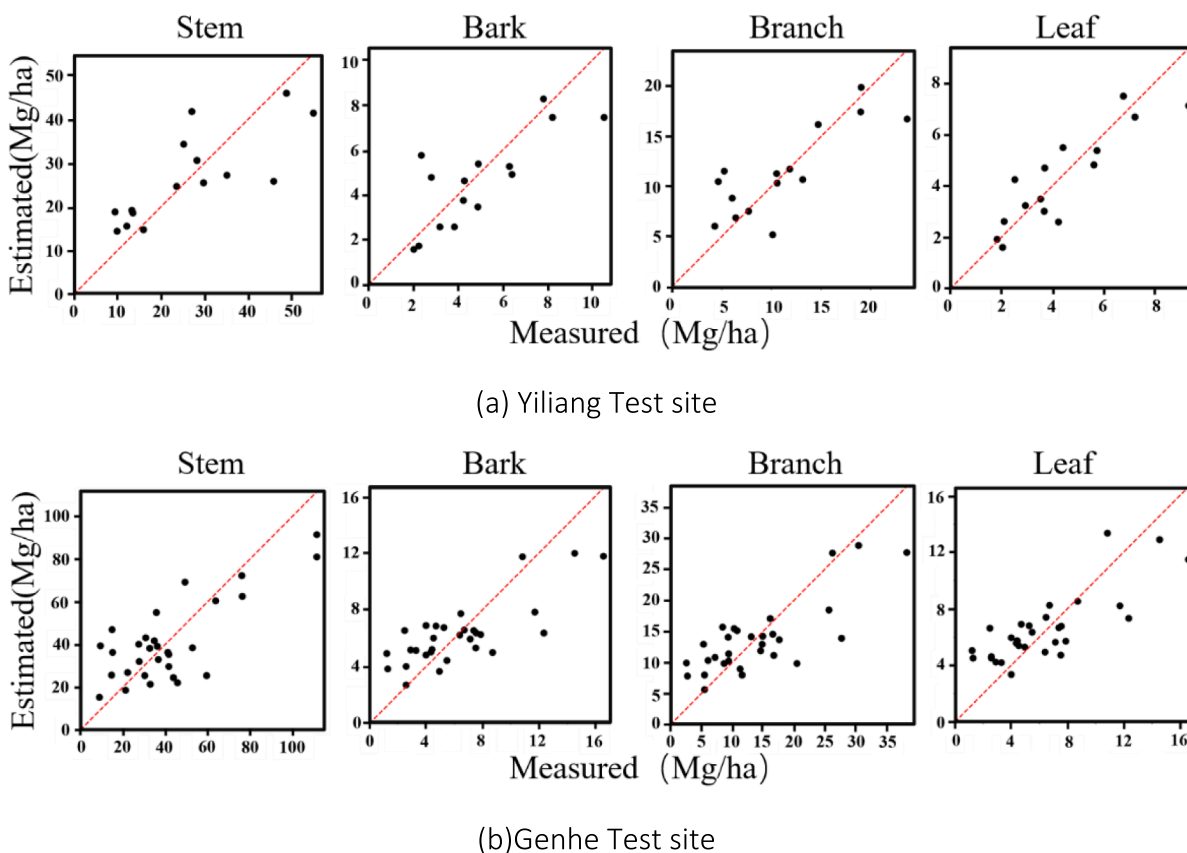 Stem Bark Branch Leaf
Estimated(Mg/ha)
50 40 30 20 10 0
0 10 20 30 40 50
10 8 6 4 2 0
0 2 4 6 8 10
20 15 10 5 0
0 5 10 15 20
8 6 4 2 0
0 2 4 6 8
Measured (Mg/ha)
(a) Yiliang Test site
Stem Bark Branch Leaf
Estimated(Mg/ha)
100 80 60 40 20 0
0 20 40 60 80 100
16 12 8 4 0
0 4 8 12 16
35 30 25 20 15 10 5 0
0 5 10 15 20 25 30 35
16 12 8 4 0
0 4 8 12 16
Measured (Mg/ha)
(b)Genhe Test site